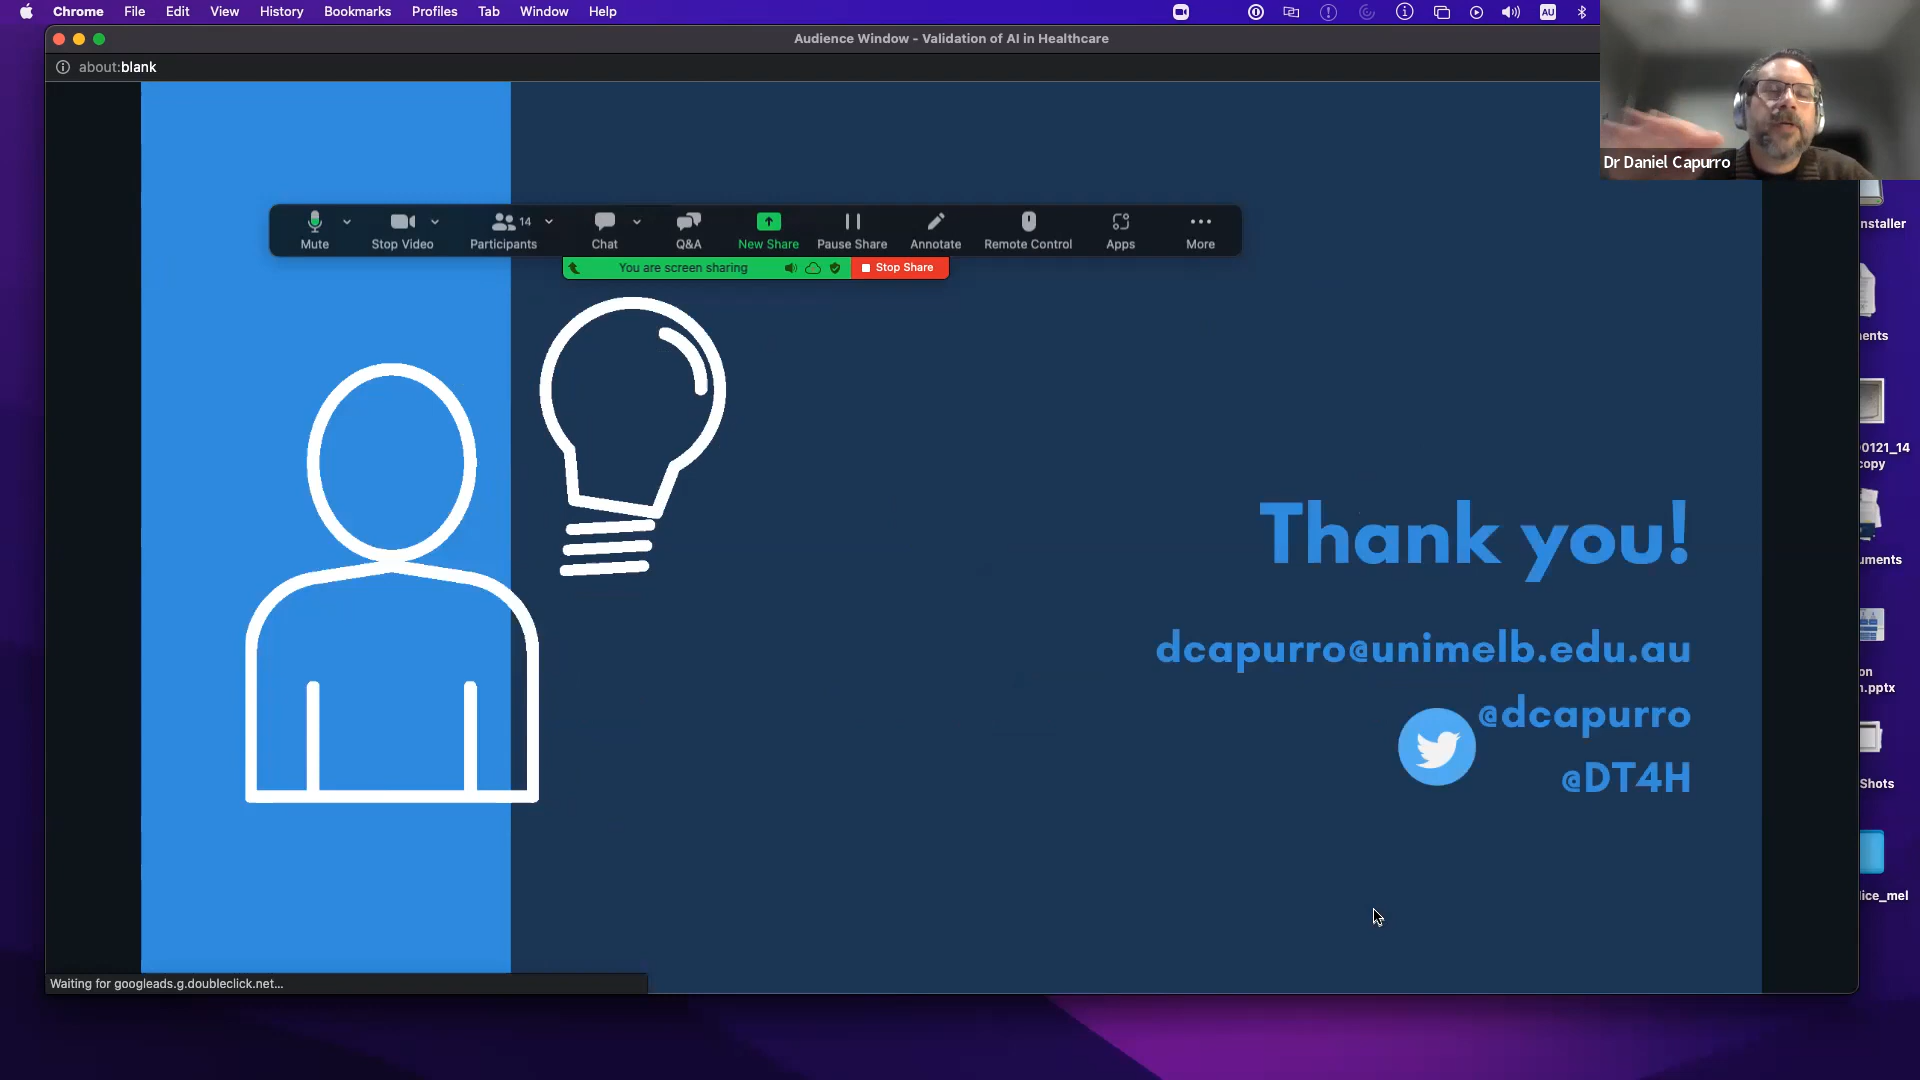 Chrome File Edit View History Bookmarks Profiles Tab Window Help AU
Audience Window - Validation of AI in Healthcare
about:blank
Dr Daniel Capurro
14
Mute Stop Video Participants Chat Q&A New Share Pause Share Annotate Remote Control Apps More
You are screen sharing Stop Share
Thank you!
dcapurro@unimelb.edu.au
@dcapurro
@DT4H
nstaller
ents
0121_14
copy
uments
on
n.pptx
Shots
lice_mel
Waiting for googleads.g.doubleclick.net...